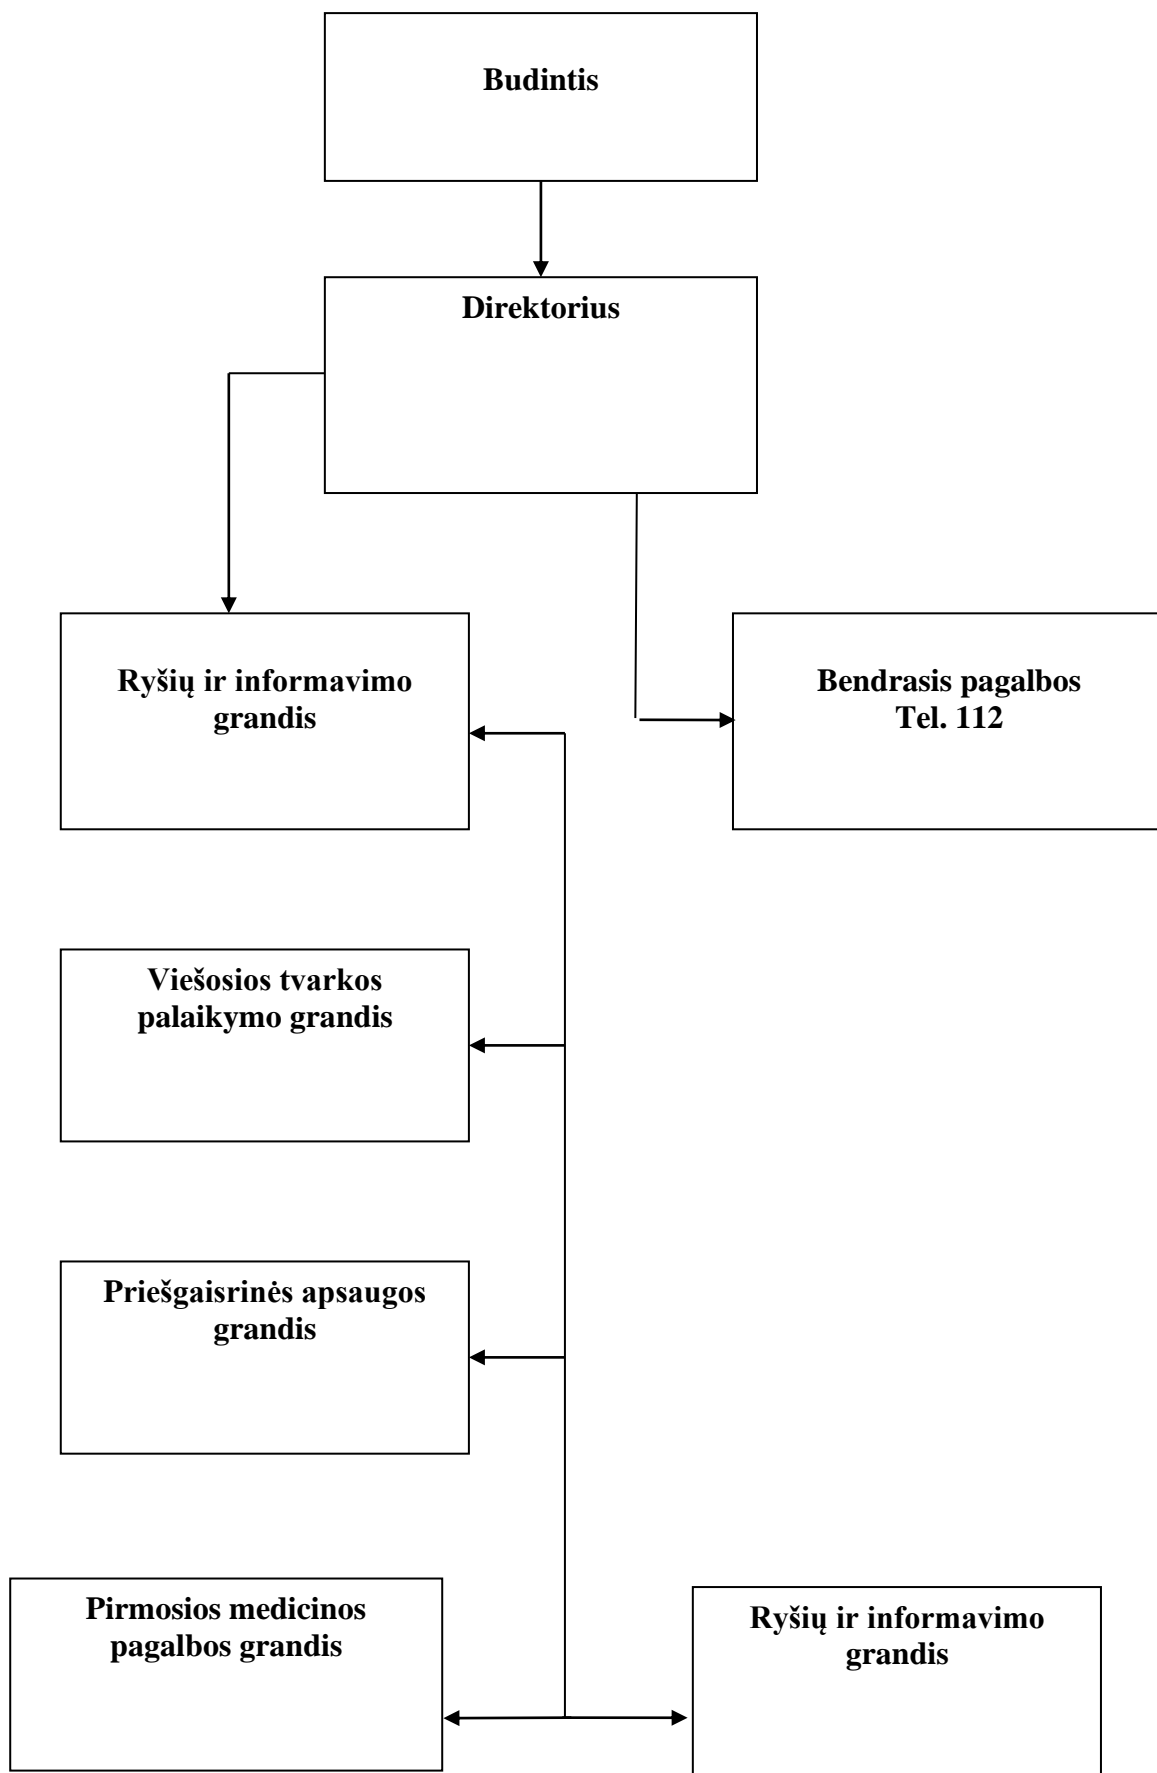 Budintis
Direktorius
Ryšių ir informavimo
grandis
Bendrasis pagalbos
Tel. 112
Viešosios tvarkos
palaikymo grandis
Priešgaisrinės apsaugos
grandis
Pirmosios medicinos
pagalbos grandis
Ryšių ir informavimo
grandis